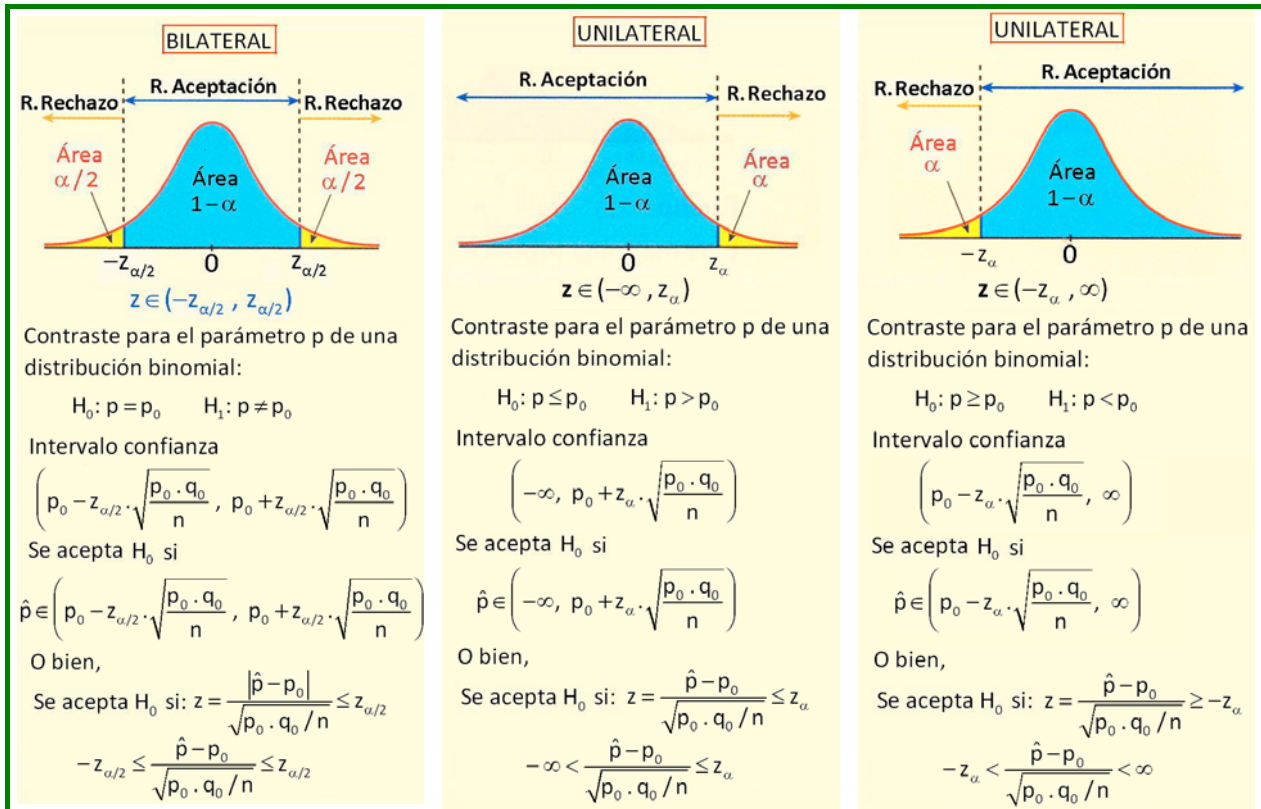 BILATERAL
R. Rechazo
R. Aceptación
R. Rechazo
Área
α/2
Área
1−α
Área
α/2
−z_{α/2}
0
z_{α/2}
z ∈ (−z_{α/2} , z_{α/2})
Contraste para el parámetro p de una
distribución binomial:
H₀: p = p₀ H₁: p ≠ p₀
Intervalo confianza
(p₀ − z_{α/2} . √(p₀ . q₀ / n) , p₀ + z_{α/2} . √(p₀ . q₀ / n))
Se acepta H₀ si
p̂ ∈ (p₀ − z_{α/2} . √(p₀ . q₀ / n) , p₀ + z_{α/2} . √(p₀ . q₀ / n))
O bien,
Se acepta H₀ si: z = |p̂ − p₀| / √(p₀ . q₀ / n) ≤ z_{α/2}
−z_{α/2} ≤ (p̂ − p₀) / √(p₀ . q₀ / n) ≤ z_{α/2}
UNILATERAL
R. Aceptación
R. Rechazo
Área
1−α
Área
α
0
z_α
z ∈ (−∞ , z_α)
Contraste para el parámetro p de una
distribución binomial:
H₀: p ≤ p₀ H₁: p > p₀
Intervalo confianza
(−∞, p₀ + z_α . √(p₀ . q₀ / n))
Se acepta H₀ si
p̂ ∈ (−∞, p₀ + z_α . √(p₀ . q₀ / n))
O bien,
Se acepta H₀ si: z = (p̂ − p₀) / √(p₀ . q₀ / n) ≤ z_α
−∞ < (p̂ − p₀) / √(p₀ . q₀ / n) ≤ z_α
UNILATERAL
R. Rechazo
R. Aceptación
Área
α
Área
1−α
−z_α
0
z ∈ (−z_α , ∞)
Contraste para el parámetro p de una
distribución binomial:
H₀: p ≥ p₀ H₁: p < p₀
Intervalo confianza
(p₀ − z_α . √(p₀ . q₀ / n), ∞)
Se acepta H₀ si
p̂ ∈ (p₀ − z_α . √(p₀ . q₀ / n), ∞)
O bien,
Se acepta H₀ si: z = (p̂ − p₀) / √(p₀ . q₀ / n) ≥ −z_α
−z_α < (p̂ − p₀) / √(p₀ . q₀ / n) < ∞